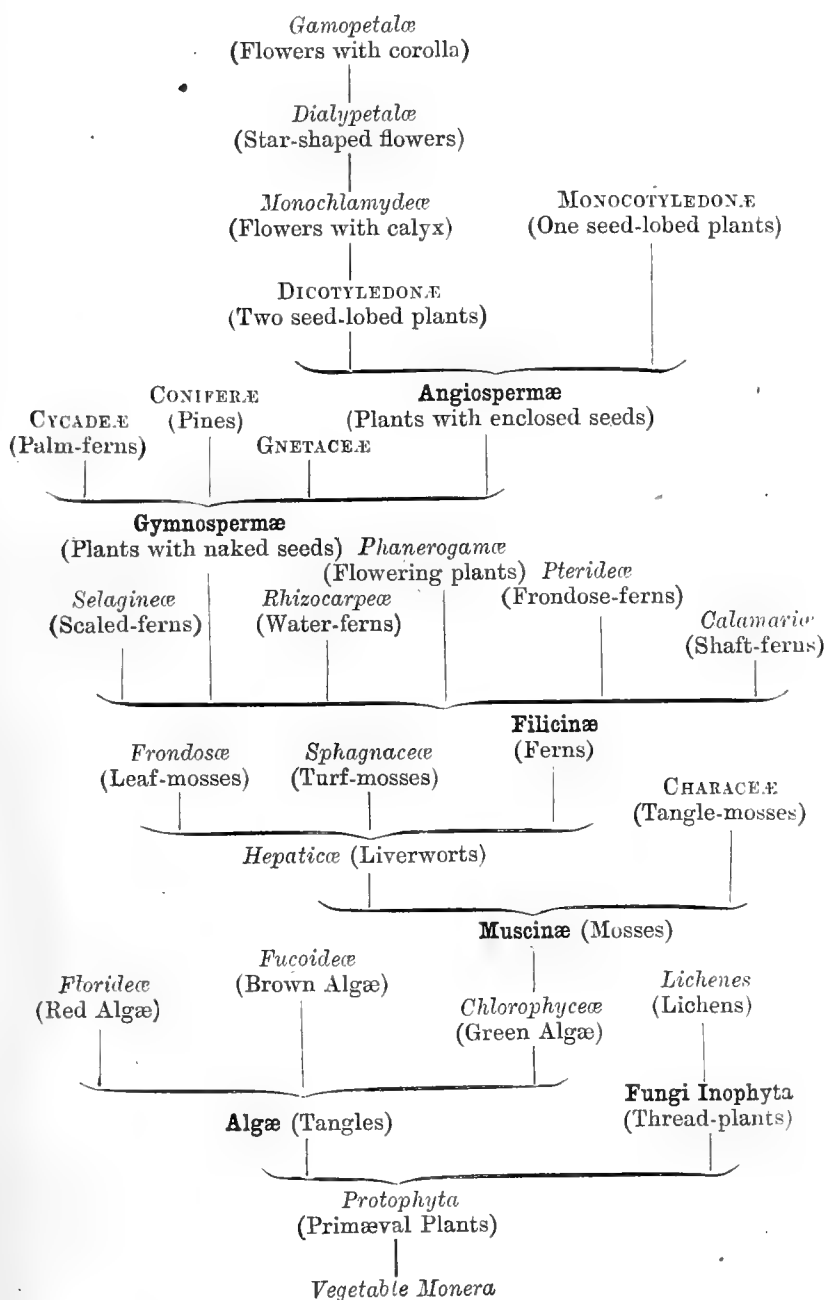 Gamopetalæ
(Flowers with corolla)
Dialypetalæ
(Star-shaped flowers)
Monochlamydeæ
(Flowers with calyx)
MONOCOTYLEDONÆ
(One seed-lobed plants)
DICOTYLEDONÆ
(Two seed-lobed plants)
Angiospermæ
(Plants with enclosed seeds)
CONIFERÆ
(Pines)
CYCADEÆ
(Palm-ferns)
GNETACEÆ
Gymnospermæ
(Plants with naked seeds)
Phanerogamæ
(Flowering plants)
Pterideæ
(Frondose-ferns)
Selagineæ
(Scaled-ferns)
Rhizocarpeæ
(Water-ferns)
Calamariæ
(Shaft-ferns)
Filicinæ
(Ferns)
Frondosæ
(Leaf-mosses)
Sphagnaceæ
(Turf-mosses)
CHARACEÆ
(Tangle-mosses)
Hepaticæ (Liverworts)
Muscinæ (Mosses)
Fucoideæ
(Brown Algæ)
Florideæ
(Red Algæ)
Chlorophyceæ
(Green Algæ)
Lichenes
(Lichens)
Fungi Inophyta
(Thread-plants)
Algæ (Tangles)
Protophyta
(Primæval Plants)
Vegetable Monera